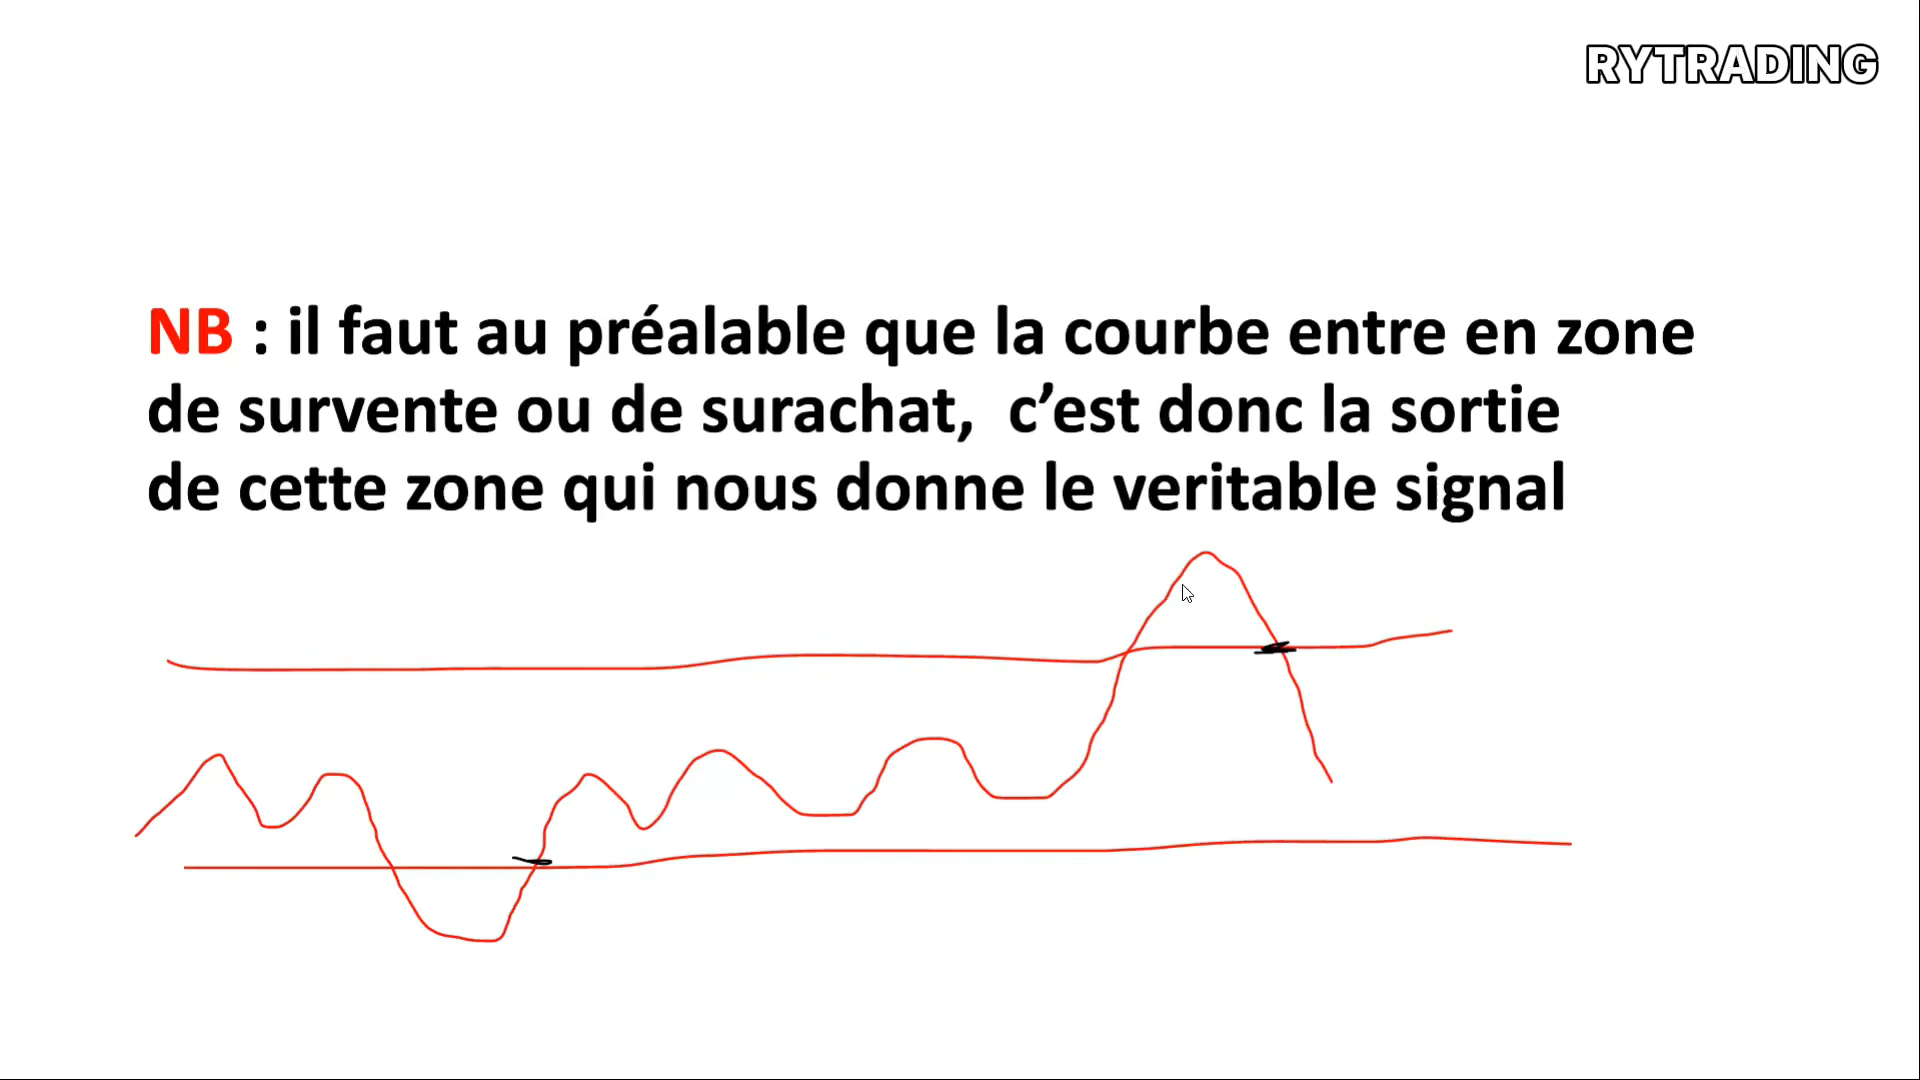 RYTRADING
NB : il faut au préalable que la courbe entre en zone
de survente ou de surachat,  c’est donc la sortie
de cette zone qui nous donne le veritable signal